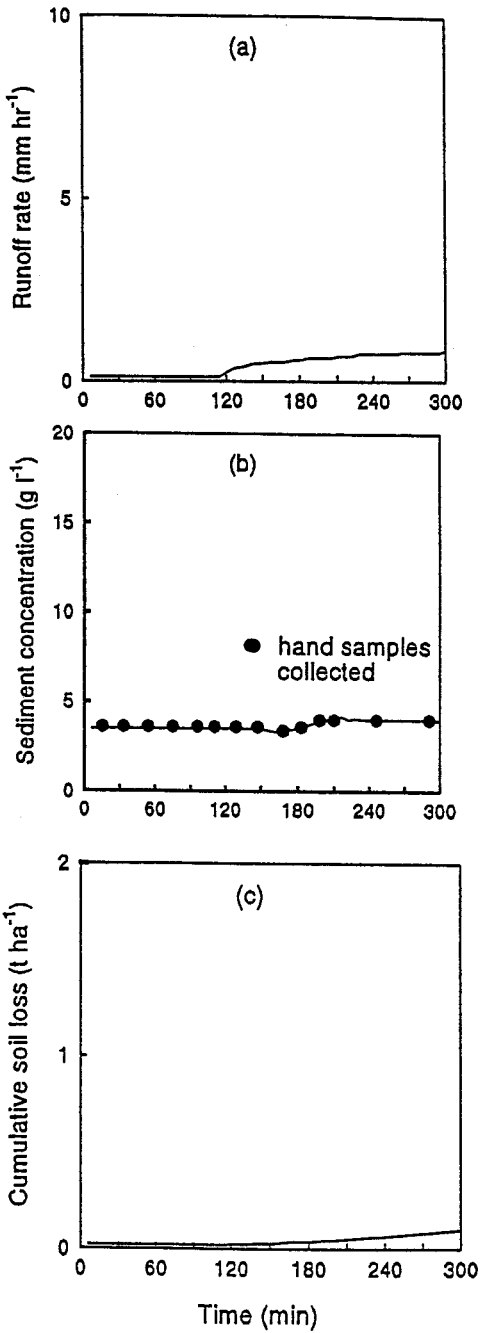 (a)
Runoff rate (mm hr⁻¹)
10
5
0
0 60 120 180 240 300
(b)
Sediment concentration (g l⁻¹)
20
15
10
5
0
● hand samples
collected
0 60 120 180 240 300
(c)
Cumulative soil loss (t ha⁻¹)
2
1
0
0 60 120 180 240 300
Time (min)